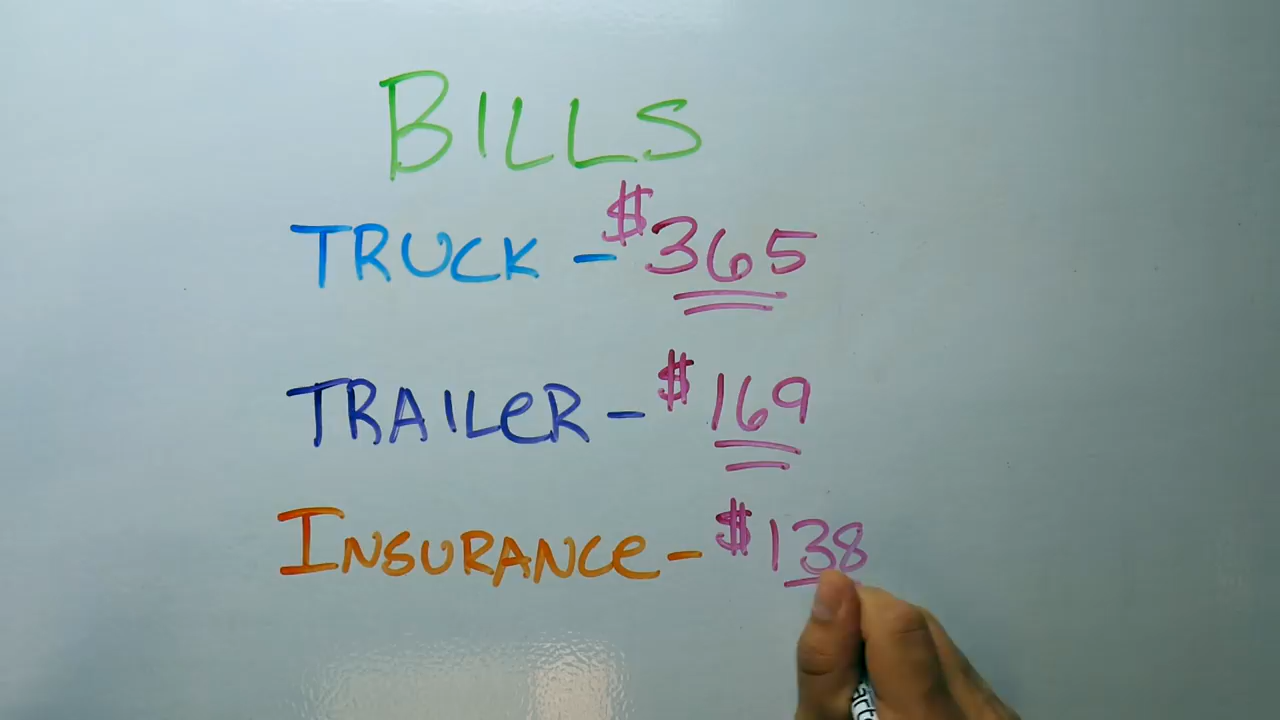 BILLS
TRUCK - $365
TRAILER - $169
INSURANCE - $138